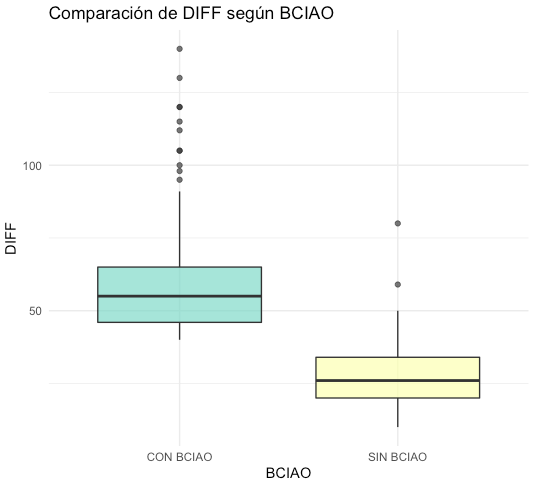 Comparación de DIFF según BCIAO
DIFF
100
50
CON BCIAO
SIN BCIAO
BCIAO